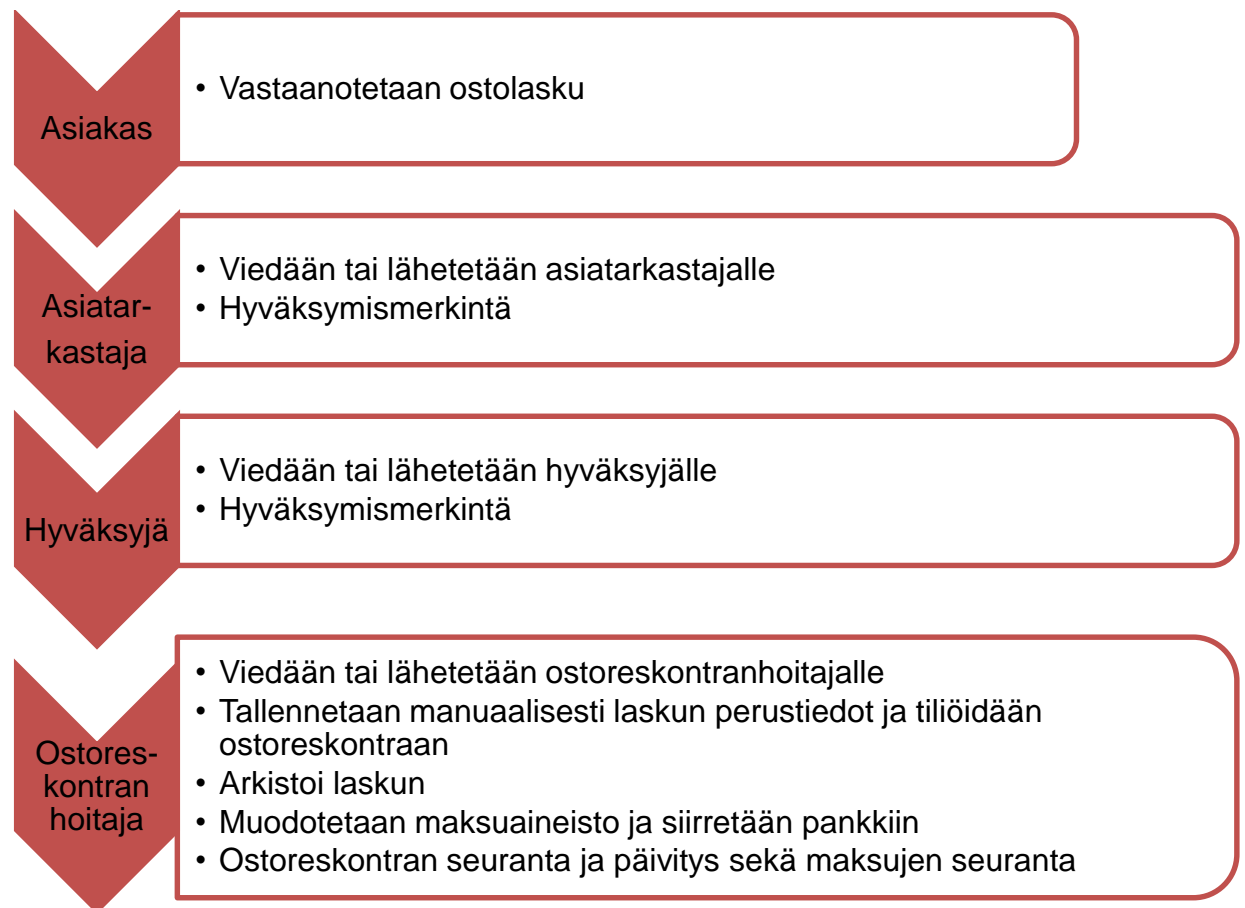 Asiakas
• Vastaanotetaan ostolasku
Asiatar-
kastaja
• Viedään tai lähetetään asiatarkastajalle
• Hyväksymismerkintä
Hyväksyjä
• Viedään tai lähetetään hyväksyjälle
• Hyväksymismerkintä
Ostores-
kontran
hoitaja
• Viedään tai lähetetään ostoreskontranhoitajalle
• Tallennetaan manuaalisesti laskun perustiedot ja tiliöidään
ostoreskontraan
• Arkistoi laskun
• Muodotetaan maksuaineisto ja siirretään pankkiin
• Ostoreskontran seuranta ja päivitys sekä maksujen seuranta